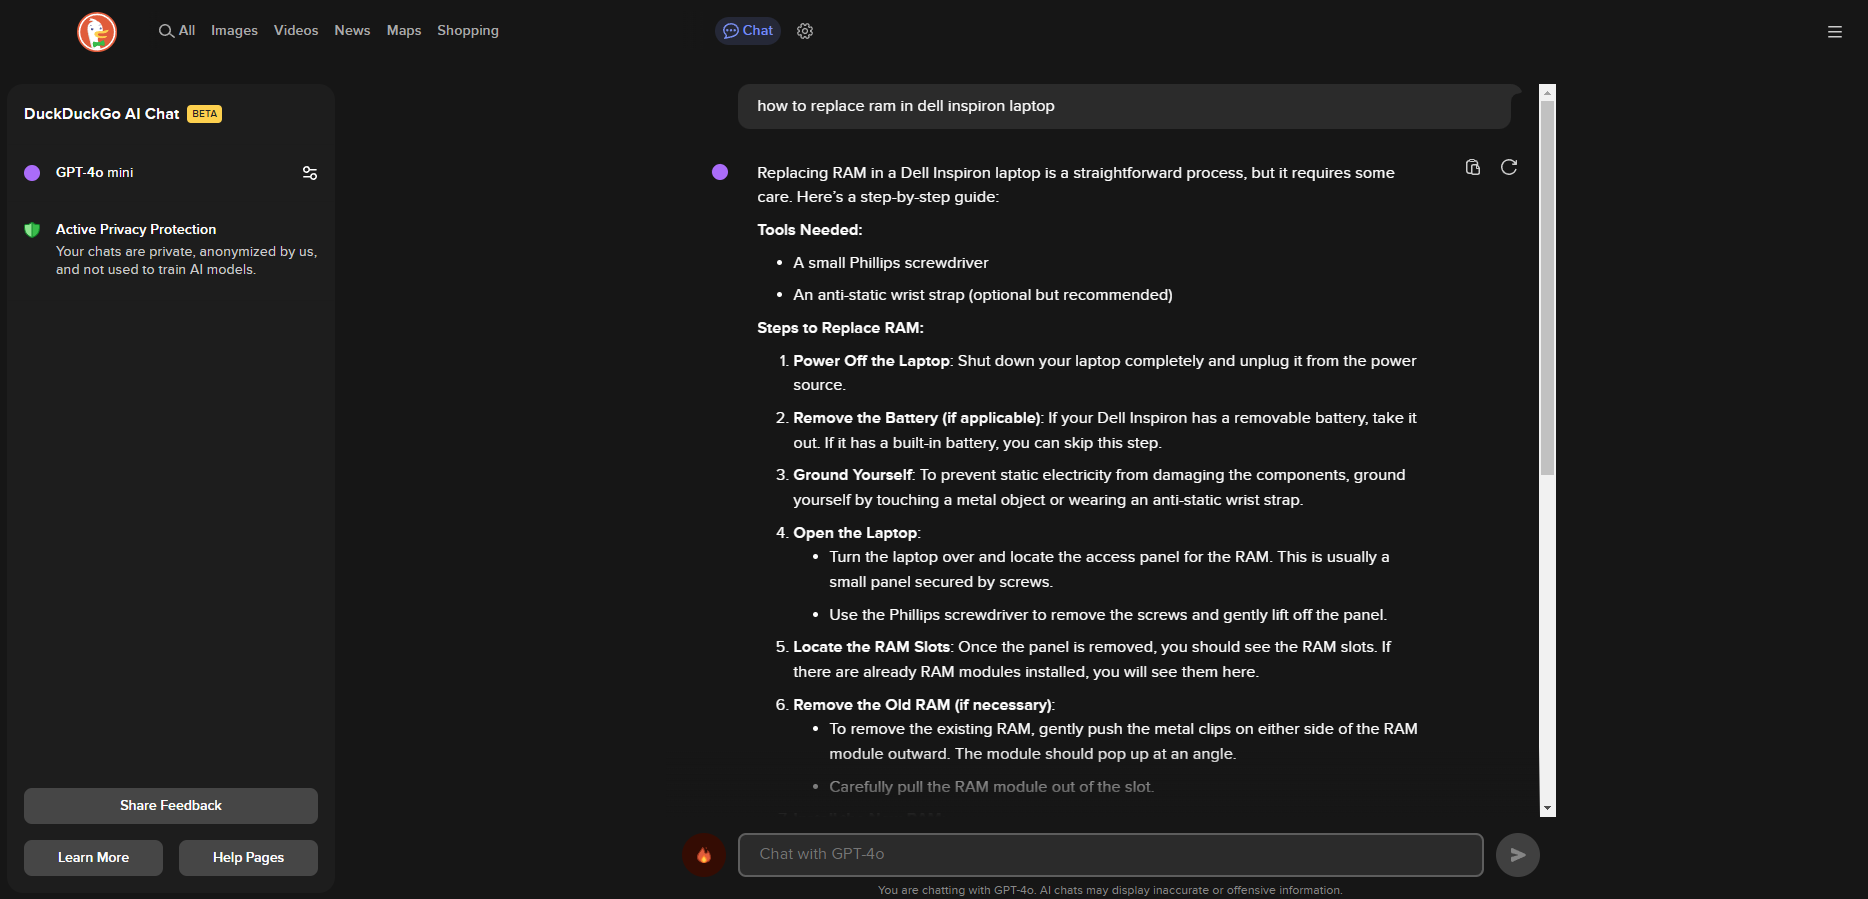 All Images Videos News Maps Shopping Chat
DuckDuckGo AI Chat BETA
GPT-4o mini
Active Privacy Protection
Your chats are private, anonymized by us,
and not used to train AI models.
Share Feedback
Learn More Help Pages
how to replace ram in dell inspiron laptop
Replacing RAM in a Dell Inspiron laptop is a straightforward process, but it requires some
care. Here’s a step-by-step guide:
Tools Needed:
• A small Phillips screwdriver
• An anti-static wrist strap (optional but recommended)
Steps to Replace RAM:
1. Power Off the Laptop: Shut down your laptop completely and unplug it from the power
source.
2. Remove the Battery (if applicable): If your Dell Inspiron has a removable battery, take it
out. If it has a built-in battery, you can skip this step.
3. Ground Yourself: To prevent static electricity from damaging the components, ground
yourself by touching a metal object or wearing an anti-static wrist strap.
4. Open the Laptop:
• Turn the laptop over and locate the access panel for the RAM. This is usually a
small panel secured by screws.
• Use the Phillips screwdriver to remove the screws and gently lift off the panel.
5. Locate the RAM Slots: Once the panel is removed, you should see the RAM slots. If
there are already RAM modules installed, you will see them here.
6. Remove the Old RAM (if necessary):
• To remove the existing RAM, gently push the metal clips on either side of the RAM
module outward. The module should pop up at an angle.
• Carefully pull the RAM module out of the slot.
Chat with GPT-4o
You are chatting with GPT-4o. AI chats may display inaccurate or offensive information.